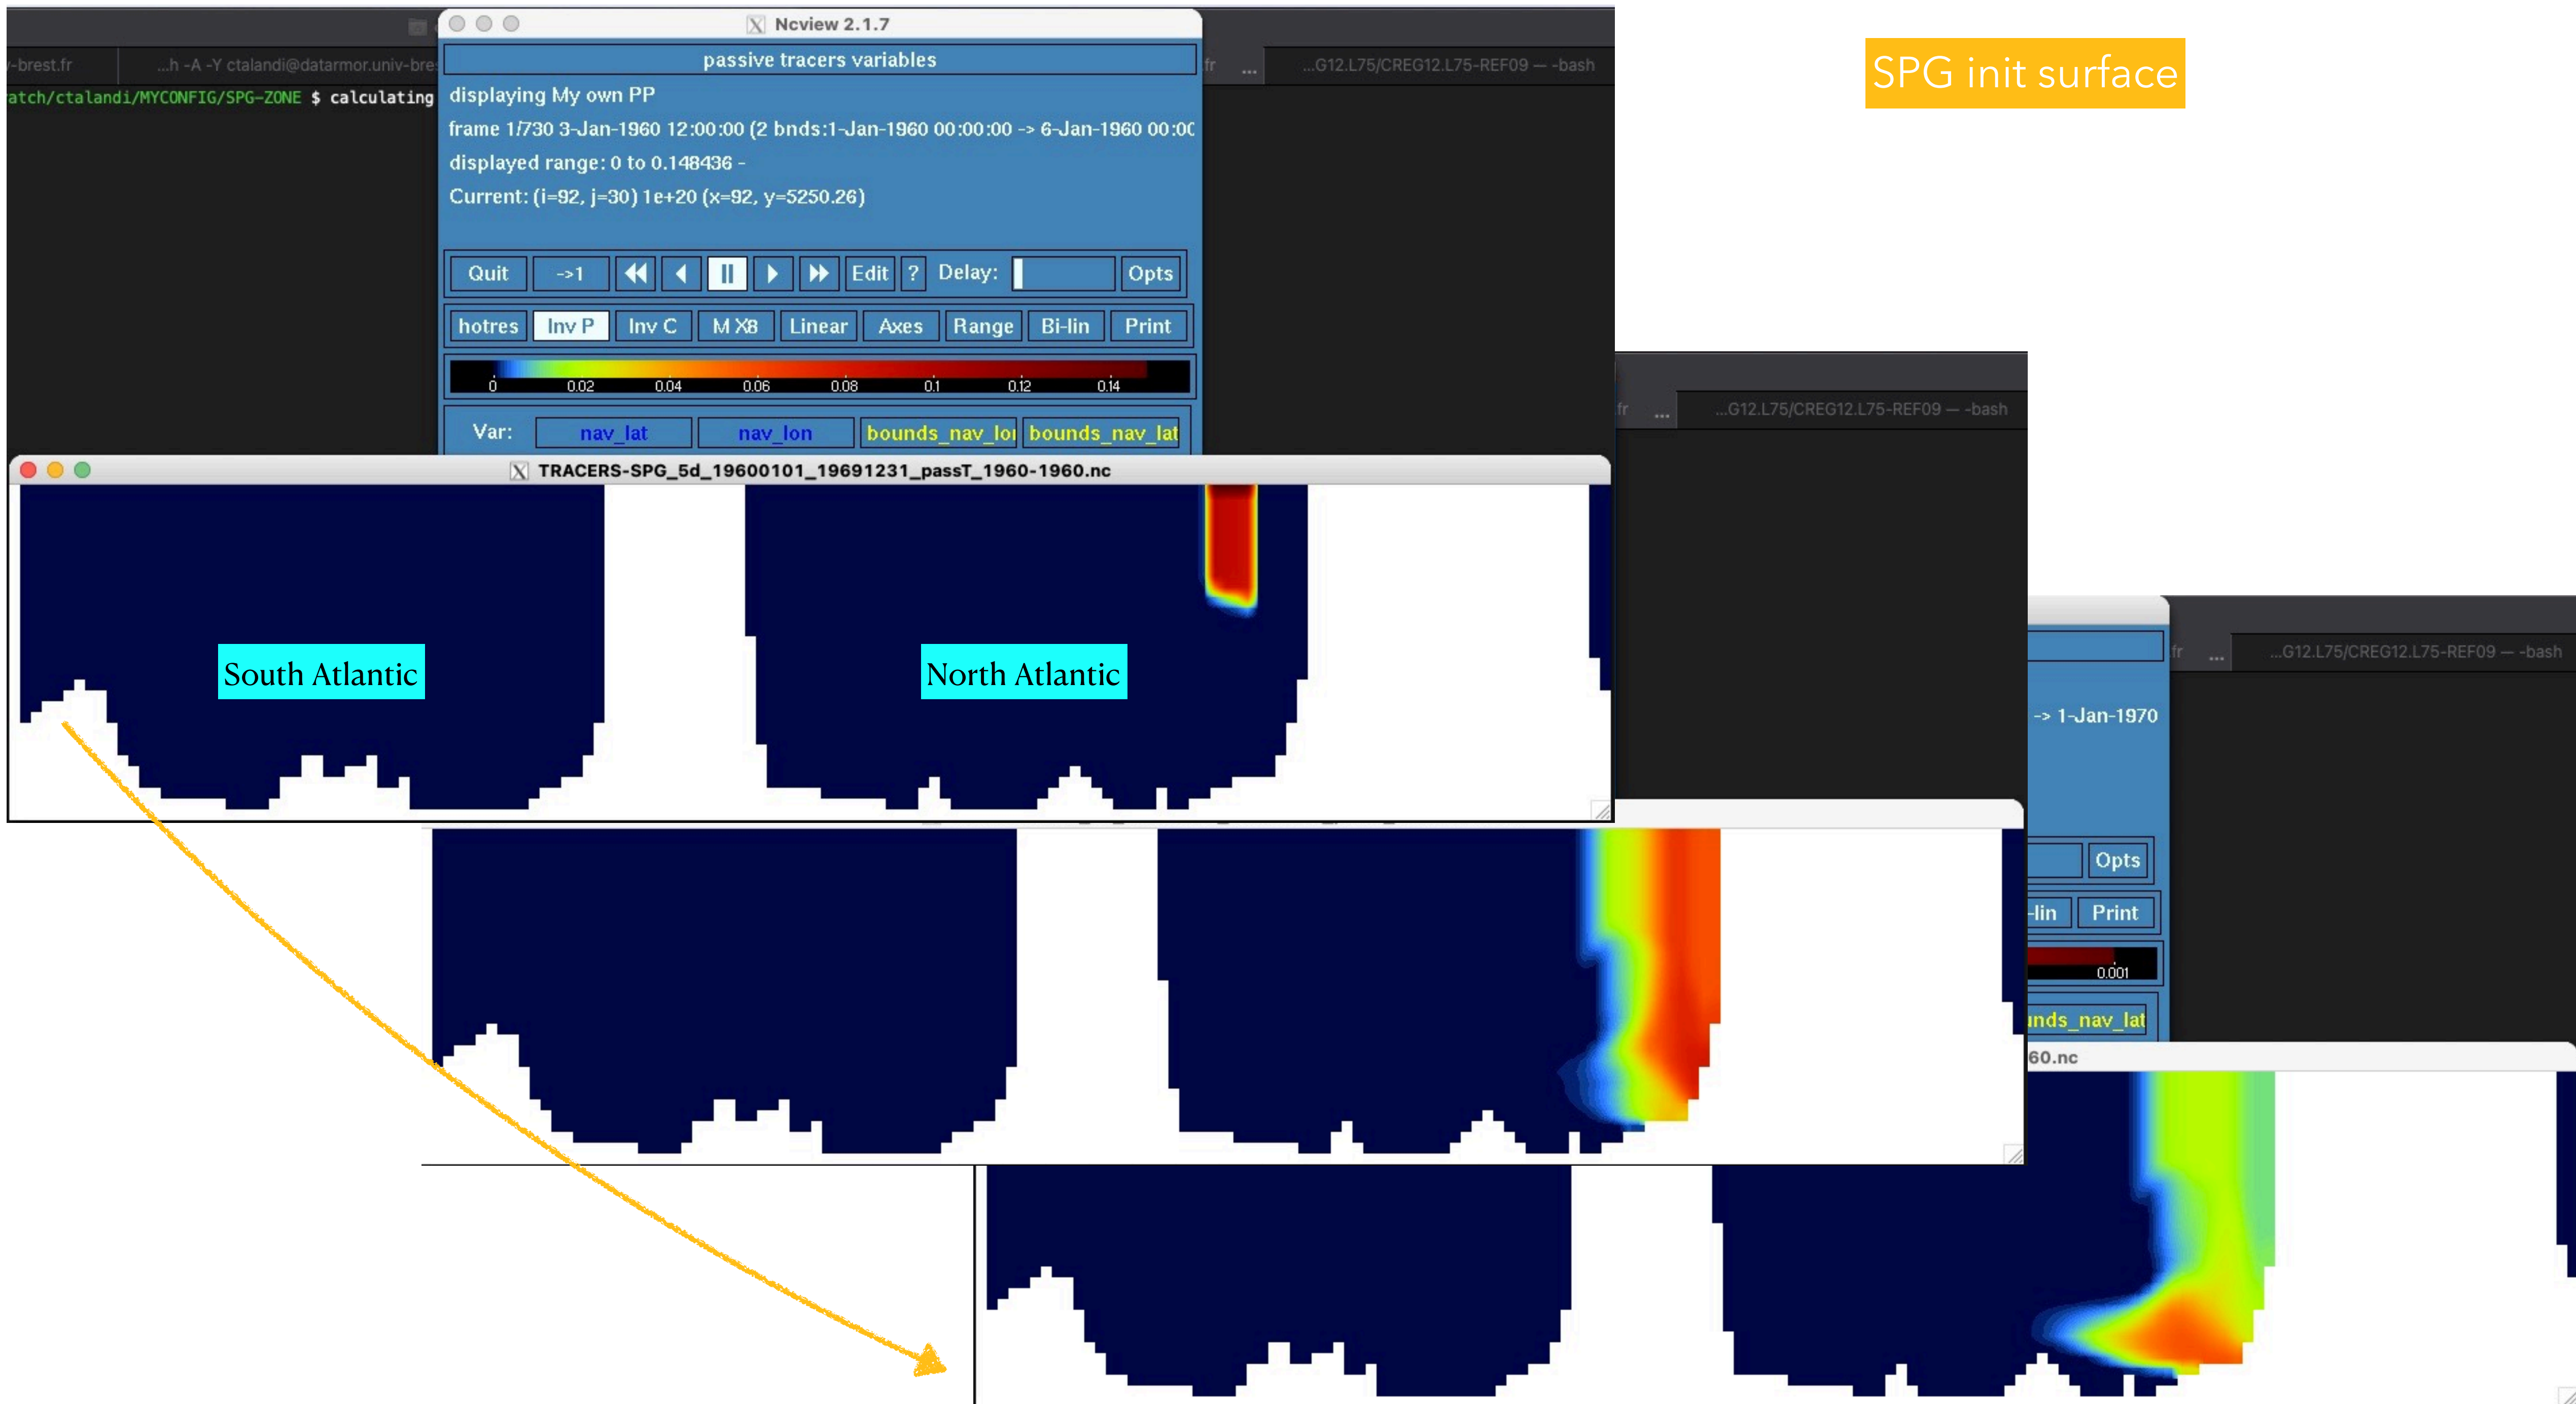 SPG init surface
Ncview 2.1.7
passive tracers variables
-brest.fr
...h -A -Y ctalandi@datarmor.univ-bre
fr
...
...G12.L75/CREG12.L75-REF09 — -bash
atch/ctalandi/MYCONFIG/SPG-ZONE $ calculating
displaying My own PP
frame 1/730 3-Jan-1960 12:00:00 (2 bnds:1-Jan-1960 00:00:00 -> 6-Jan-1960 00:00
displayed range: 0 to 0.148436 -
Current: (i=92, j=30) 1e+20 (x=92, y=5250.26)
Quit ->1 Edit ? Delay: Opts
hotres Inv P Inv C M X8 Linear Axes Range Bi-lin Print
0 0.02 0.04 0.06 0.08 0.1 0.12 0.14
Var: nav_lat nav_lon bounds_nav_lo bounds_nav_lat
TRACERS-SPG_5d_19600101_19691231_passT_1960-1960.nc
South Atlantic
North Atlantic
fr
...
...G12.L75/CREG12.L75-REF09 — -bash
fr
...
...G12.L75/CREG12.L75-REF09 — -bash
-> 1-Jan-1970
Opts
-lin Print
0.001
nds_nav_lat
60.nc